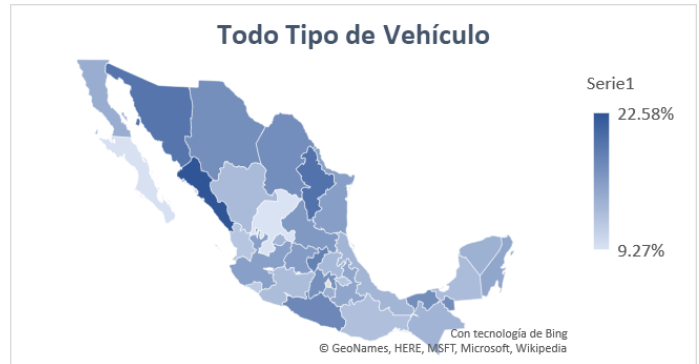 Todo Tipo de Vehículo
Serie1
22.58%
9.27%
Con tecnología de Bing
© GeoNames, HERE, MSFT, Microsoft, Wikipedia